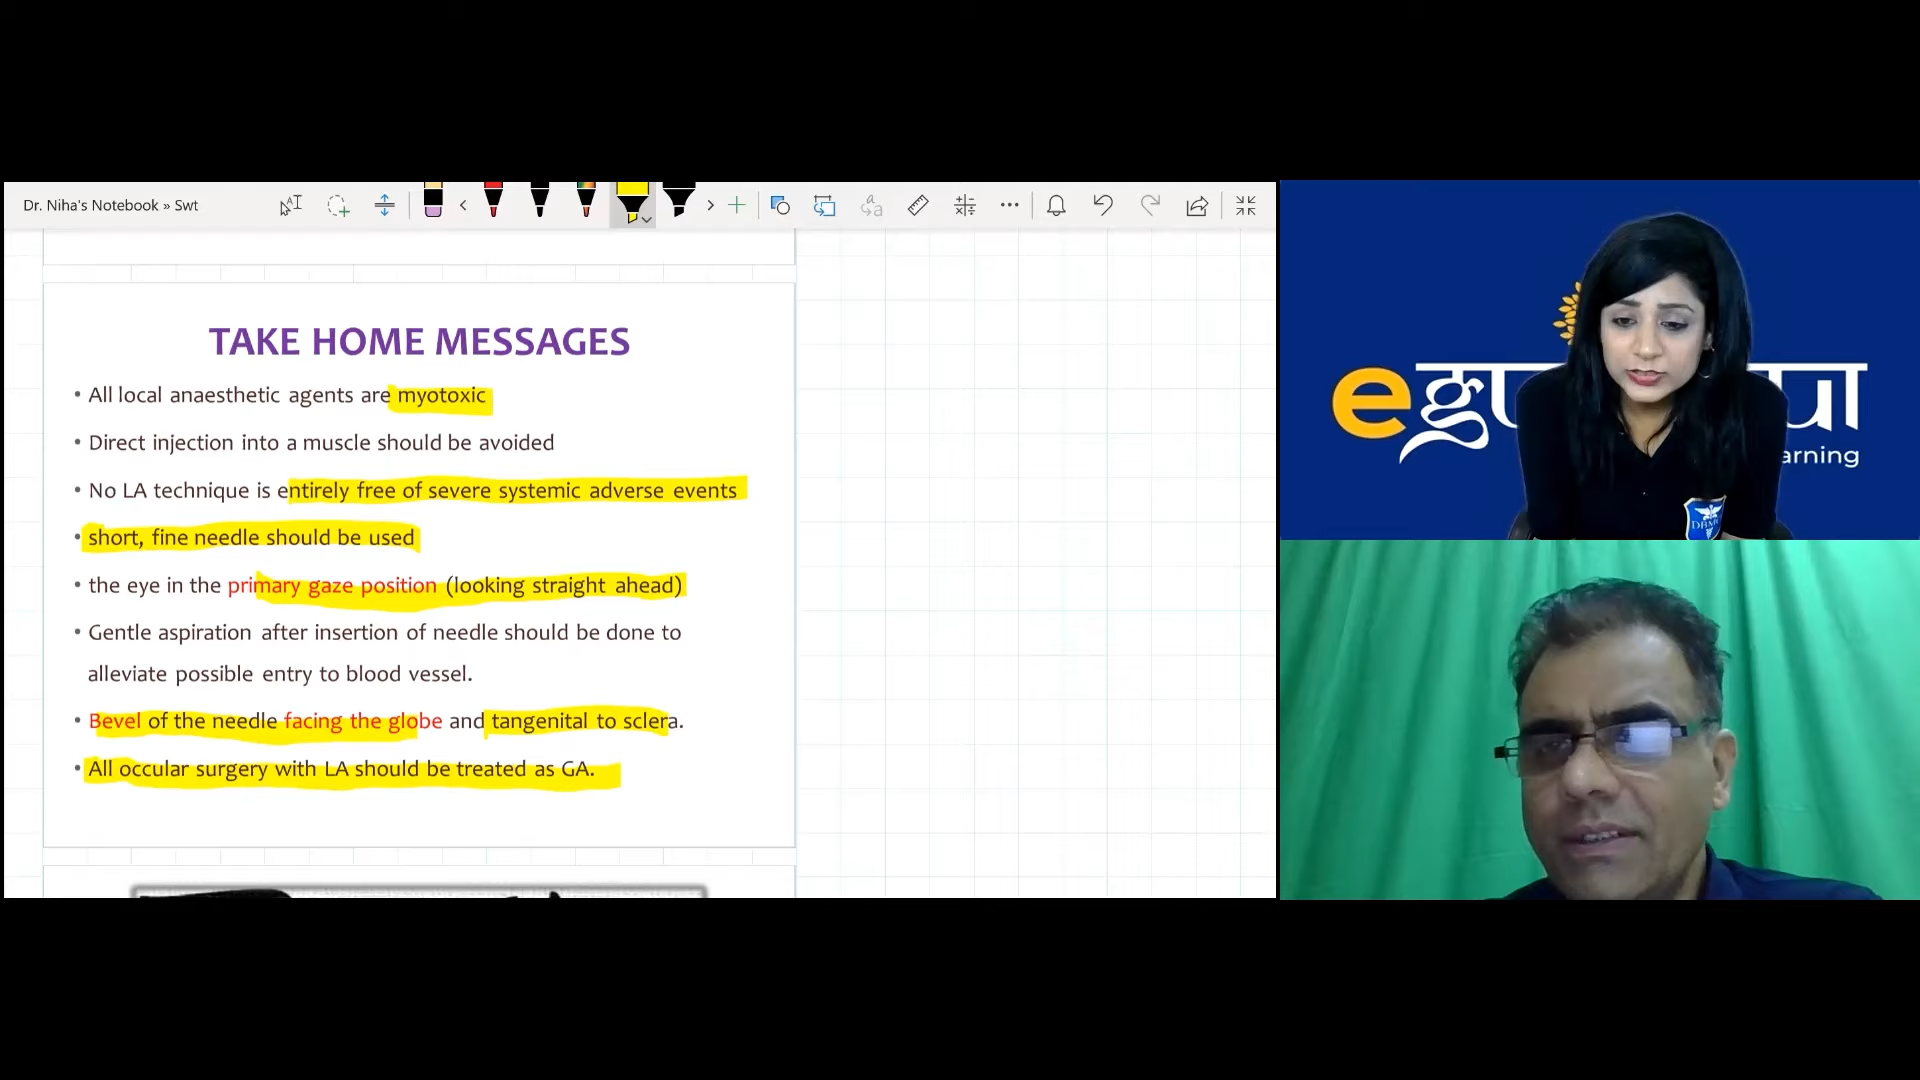 Dr. Niha's Notebook » Swt
TAKE HOME MESSAGES
• All local anaesthetic agents are myotoxic
• Direct injection into a muscle should be avoided
• No LA technique is entirely free of severe systemic adverse events
• short, fine needle should be used
• the eye in the primary gaze position (looking straight ahead)
• Gentle aspiration after insertion of needle should be done to
alleviate possible entry to blood vessel.
• Bevel of the needle facing the globe and tangenital to sclera.
• All occular surgery with LA should be treated as GA.